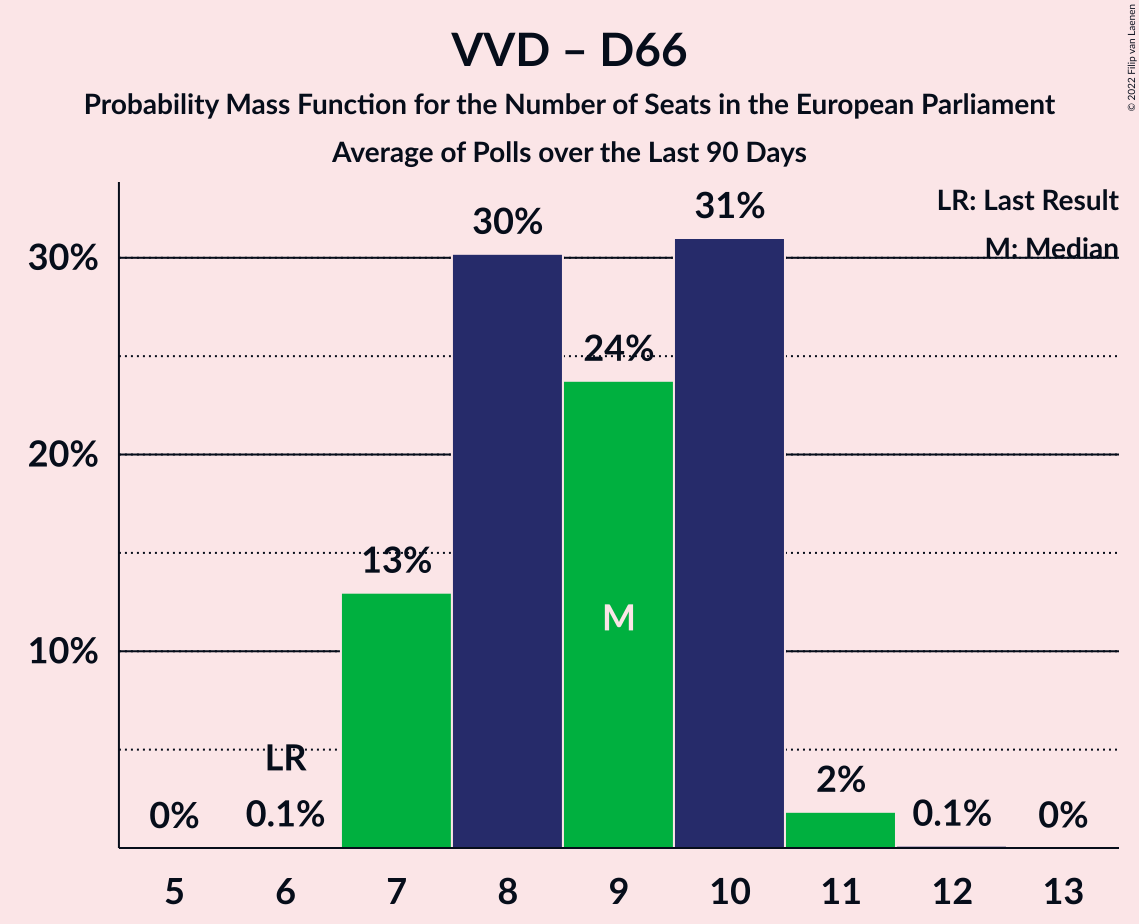 VVD – D66
Probability Mass Function for the Number of Seats in the European Parliament
Average of Polls over the Last 90 Days
© 2022 Filip van Laenen
LR: Last Result
M: Median
30%
20%
10%
0%
LR
0.1%
13%
30%
24%
M
31%
2%
0.1%
0%
5 6 7 8 9 10 11 12 13